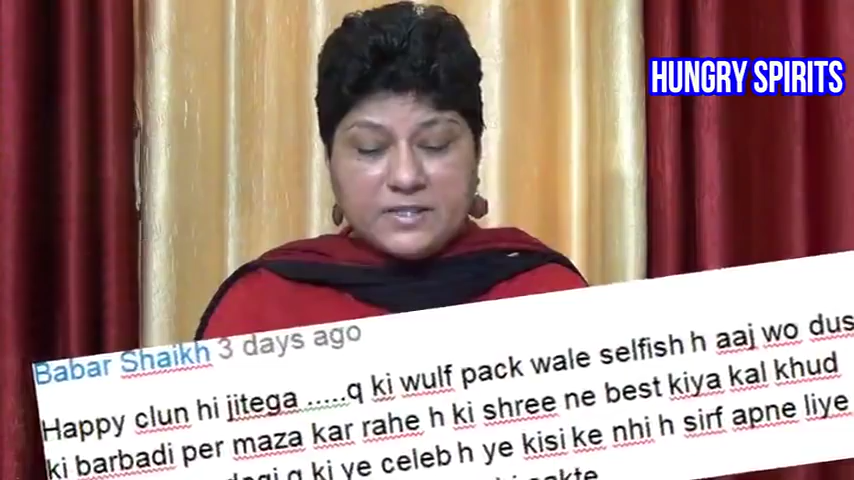 HUNGRY SPIRITS
Babar Shaikh 3 days ago
Happy clun hi jitega .....q ki wulf pack wale selfish h aaj wo dus
ki barbadi per maza kar rahe h ki shree ne best kiya kal khud
q ki ye celeb h ye kisi ke nhi h sirf apne liye